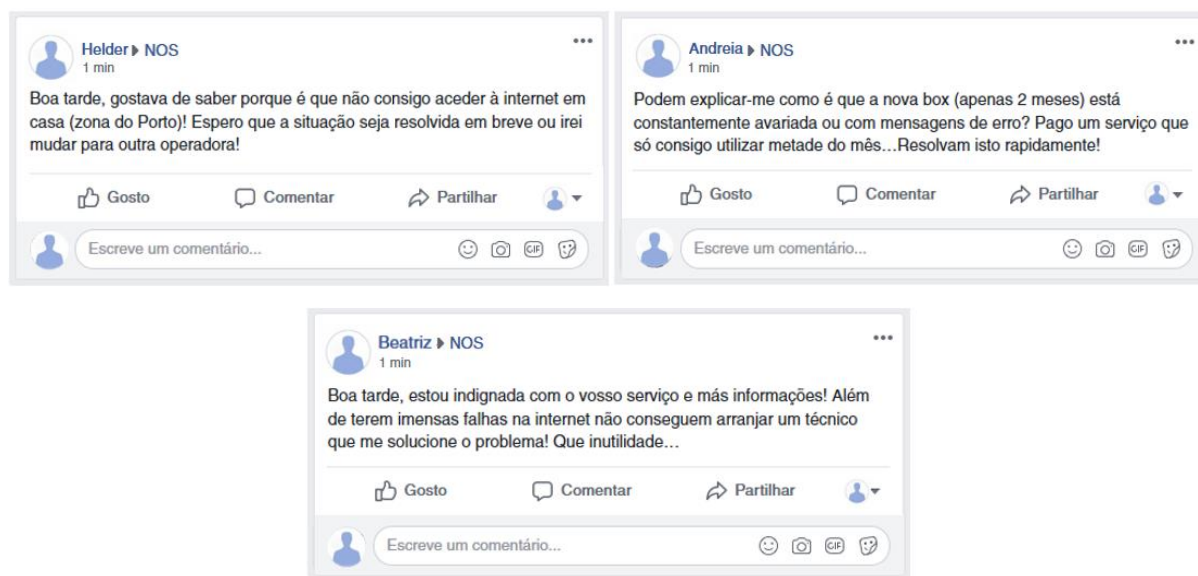 Helder ▸ NOS
1 min
Boa tarde, gostava de saber porque é que não consigo aceder à internet em
casa (zona do Porto)! Espero que a situação seja resolvida em breve ou irei
mudar para outra operadora!
Gosto Comentar Partilhar
Escreve um comentário... GIF
Andreia ▸ NOS
1 min
Podem explicar-me como é que a nova box (apenas 2 meses) está
constantemente avariada ou com mensagens de erro? Pago um serviço que
só consigo utilizar metade do mês…Resolvam isto rapidamente!
Gosto Comentar Partilhar
Escreve um comentário... GIF
Beatriz ▸ NOS
1 min
Boa tarde, estou indignada com o vosso serviço e más informações! Além
de terem imensas falhas na internet não conseguem arranjar um técnico
que me solucione o problema! Que inutilidade…
Gosto Comentar Partilhar
Escreve um comentário... GIF